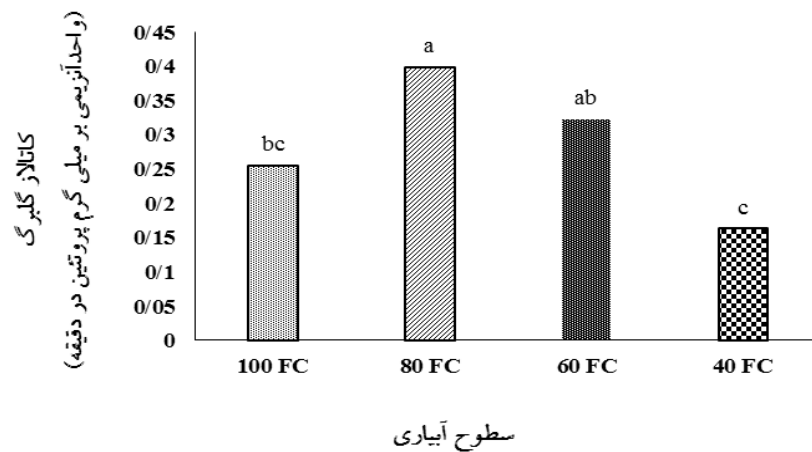 کاتالاز گلبرگ
(واحدآنزیمی بر میلی گرم پروتئین در دقیقه)
0/45
0/4
0/35
0/3
0/25
0/2
0/15
0/1
0/05
0
bc
a
ab
c
100 FC
80 FC
60 FC
40 FC
سطوح آبیاری